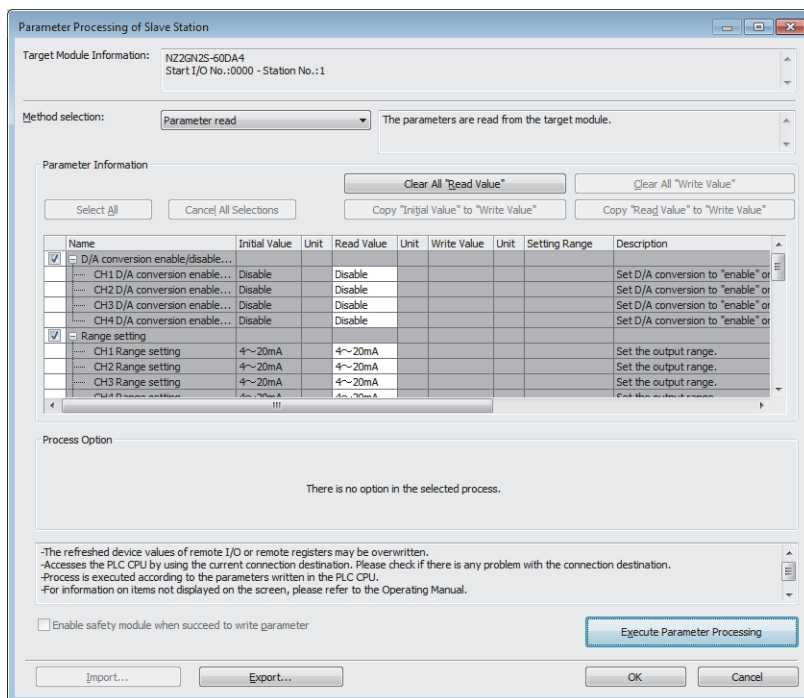 Parameter Processing of Slave Station
Target Module Information:
NZ2GN2S-60DA4
Start I/O No.:0000 - Station No.:1
Method selection:
Parameter read
The parameters are read from the target module.
Parameter Information
Clear All "Read Value"
Clear All "Write Value"
Select All
Cancel All Selections
Copy "Initial Value" to "Write Value"
Copy "Read Value" to "Write Value"
Name Initial Value Unit Read Value Unit Write Value Unit Setting Range Description
D/A conversion enable/disable...
CH1 D/A conversion enable... Disable Disable Set D/A conversion to "enable" or
CH2 D/A conversion enable... Disable Disable Set D/A conversion to "enable" or
CH3 D/A conversion enable... Disable Disable Set D/A conversion to "enable" or
CH4 D/A conversion enable... Disable Disable Set D/A conversion to "enable" or
Range setting
CH1 Range setting 4～20mA 4～20mA Set the output range.
CH2 Range setting 4～20mA 4～20mA Set the output range.
CH3 Range setting 4～20mA 4～20mA Set the output range.
CH4 Range setting 4～20mA 4～20mA Set the output range.
Process Option
There is no option in the selected process.
-The refreshed device values of remote I/O or remote registers may be overwritten.
-Accesses the PLC CPU by using the current connection destination. Please check if there is any problem with the connection destination.
-Process is executed according to the parameters written in the PLC CPU.
-For information on items not displayed on the screen, please refer to the Operating Manual.
Enable safety module when succeed to write parameter
Execute Parameter Processing
Import...
Export...
OK
Cancel